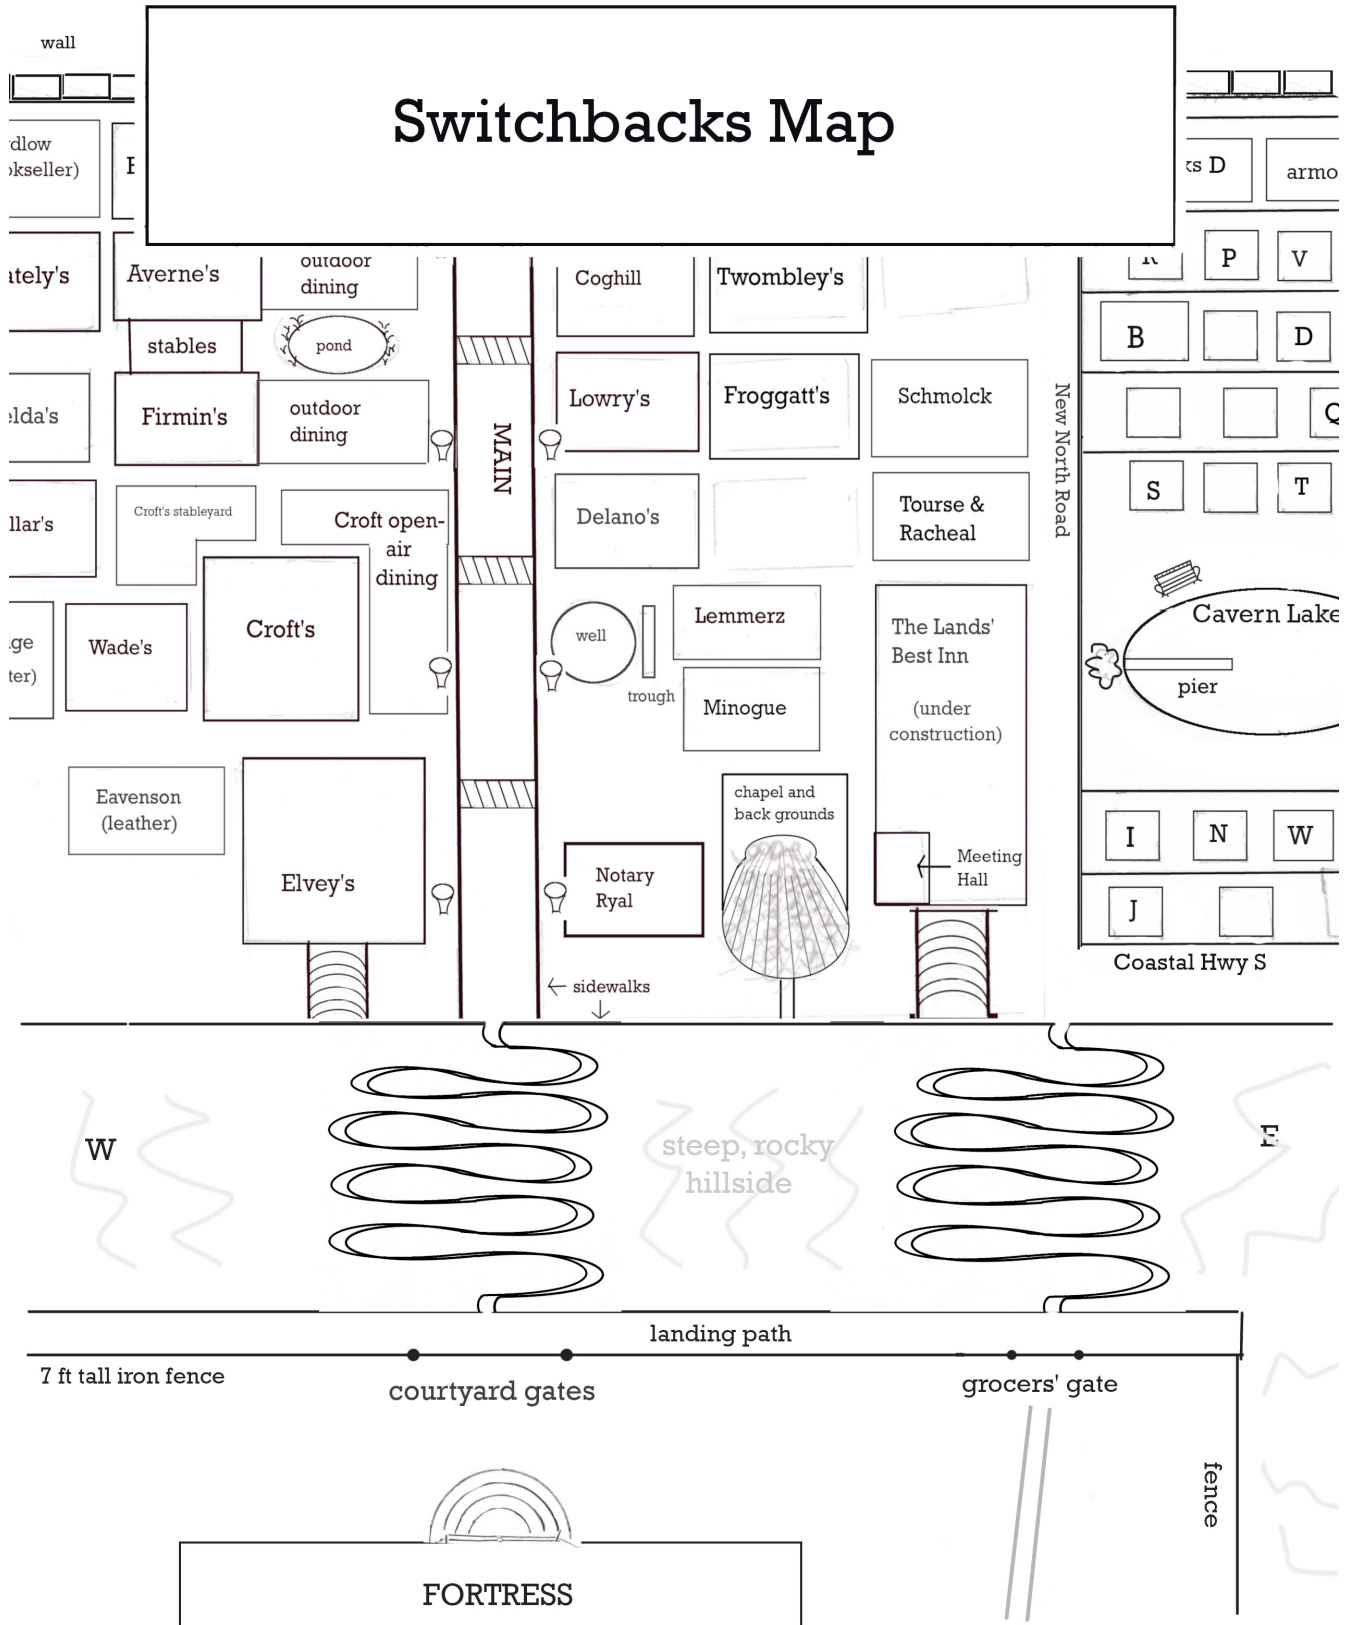 wall
Switchbacks Map
D
Averne's
outdoor
dining
Coghill
Twombley's
P
V
stables
pond
B
D
Firmin's
outdoor
dining
MAIN
Lowry's
Froggatt's
Schmolck
New North Road
Q
Croft's stableyard
Croft open-
air
dining
Delano's
Tourse &
Racheal
S
T
Wade's
Croft's
well
trough
Lemmerz
Minogue
The Lands'
Best Inn
(under
construction)
Cavern Lake
pier
Eavenson
(leather)
Elvey's
Notary
Ryal
chapel and
back grounds
Meeting
Hall
I
N
W
J
Coastal Hwy S
← sidewalks
W
steep, rocky
hillside
E
landing path
7 ft tall iron fence
courtyard gates
grocers' gate
fence
FORTRESS